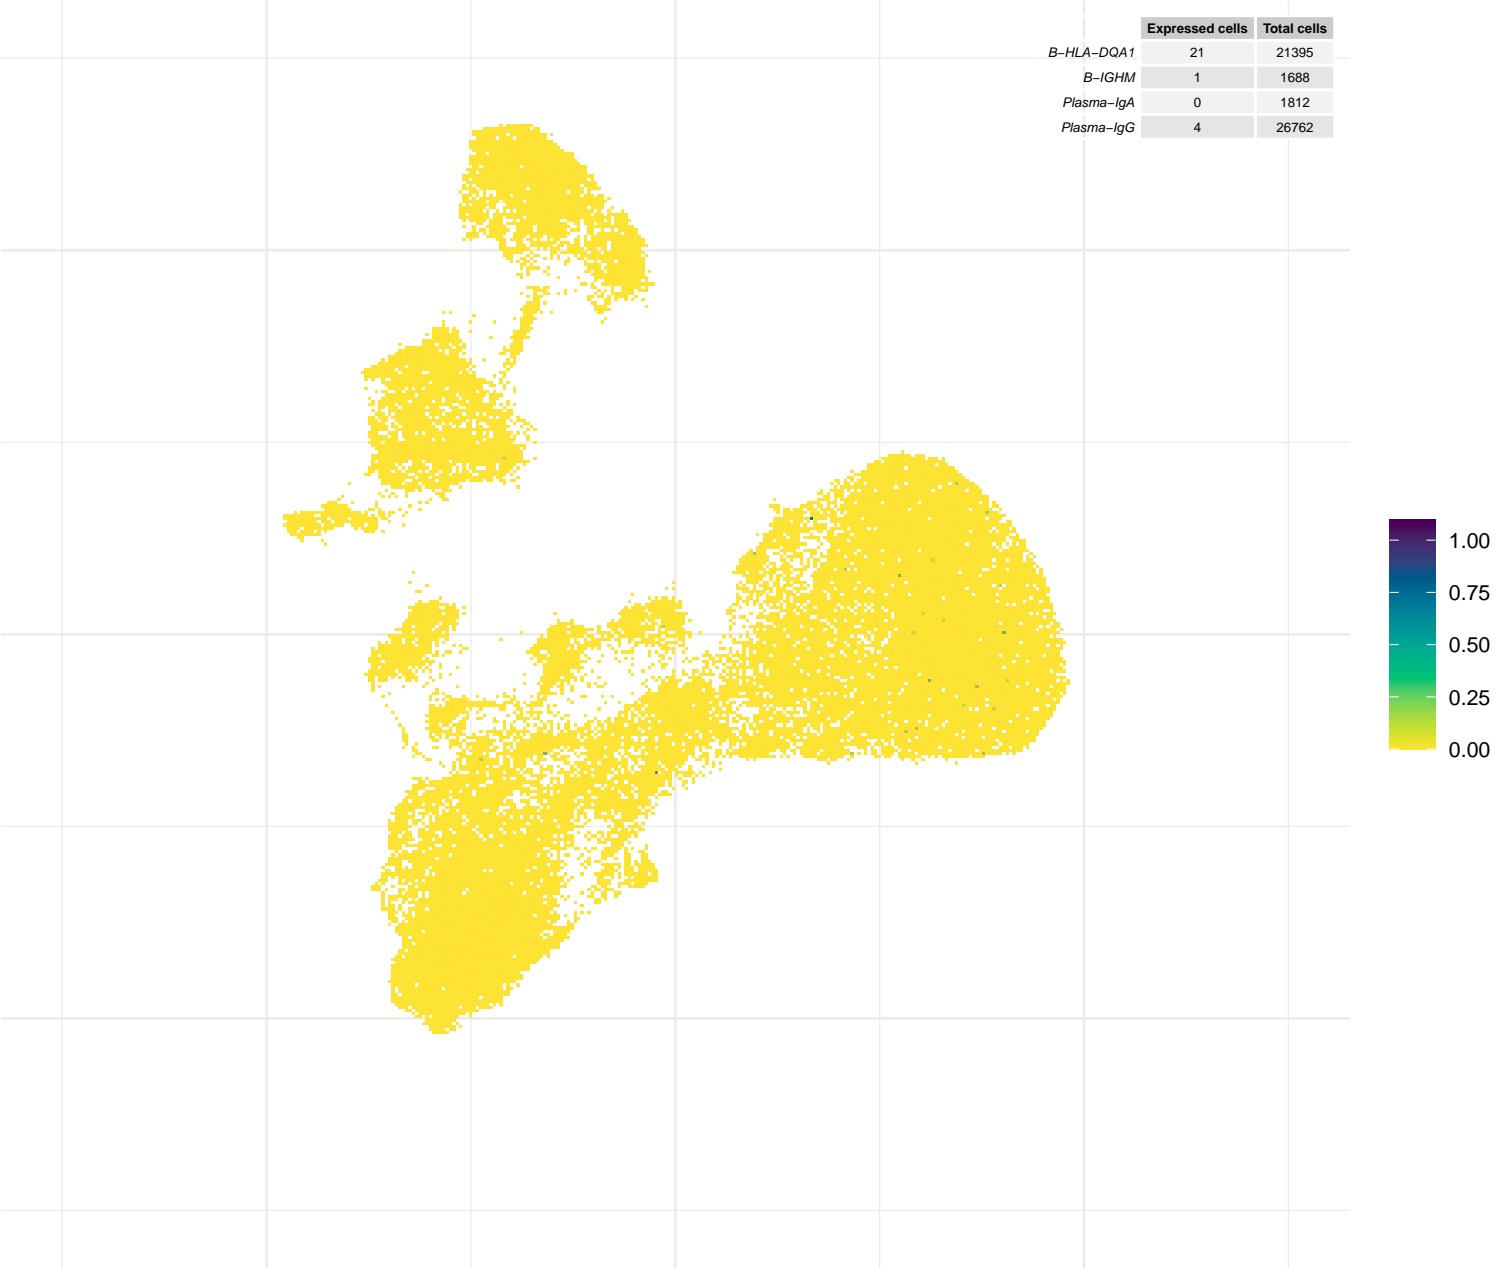 Expressed cells Total cells
B−HLA−DQA1 21 21395
B−IGHM 1 1688
Plasma−IgA 0 1812
Plasma−IgG 4 26762
1.00
0.75
0.50
0.25
0.00